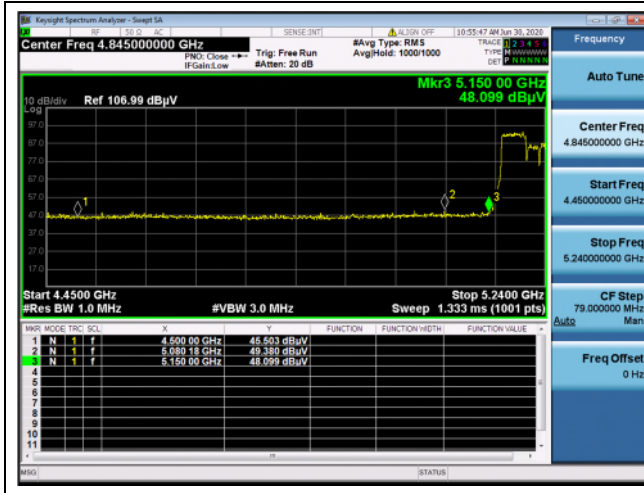 Keysight Spectrum Analyzer - Swept SA
RF 50 Ω AC SENSE:INT ALIGN OFF 10:55:47 AM Jun 30, 2020
Center Freq 4.845000000 GHz
PNO: Close
IFGain:Low
Trig: Free Run
#Atten: 20 dB
#Avg Type: RMS
Avg|Hold: 1000/1000
TRACE 1 2 3 4 5 6
TYPE M WWWWW
DET P N N N N N
Mkr3 5.150 00 GHz
48.099 dBµV
10 dB/div Ref 106.99 dBµV
Log
97.0
87.0
77.0
67.0
57.0
47.0
37.0
27.0
17.0
1
2
3
Start 4.4500 GHz Stop 5.2400 GHz
#Res BW 1.0 MHz #VBW 3.0 MHz Sweep 1.333 ms (1001 pts)
MKR MODE TRC SCL X Y FUNCTION FUNCTION WIDTH FUNCTION VALUE
1 N 1 f 4.500 00 GHz 45.503 dBµV
2 N 1 f 5.080 18 GHz 49.380 dBµV
3 N 1 f 5.150 00 GHz 48.099 dBµV
4
5
6
7
8
9
10
11
MSG STATUS
Frequency
Auto Tune
Center Freq
4.845000000 GHz
Start Freq
4.450000000 GHz
Stop Freq
5.240000000 GHz
CF Step
79.000000 MHz
Auto Man
Freq Offset
0 Hz